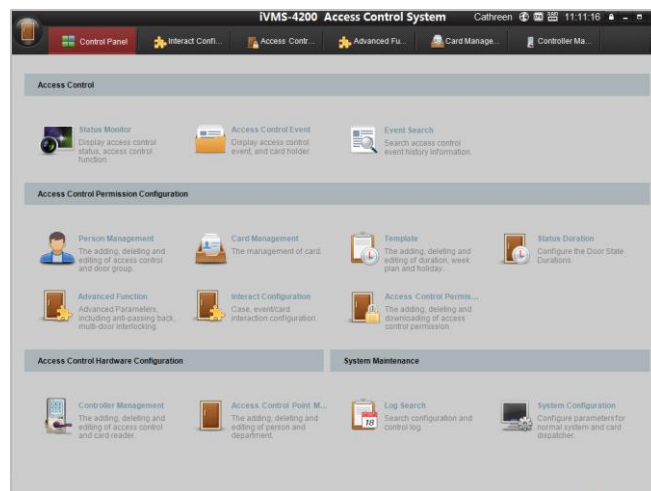 iVMS-4200 Access Control System
Cathreen
11:11:16
Control Panel
Interact Confi...
Access Contr...
Advanced Fu...
Card Manage...
Controller Ma...
Access Control
Status Monitor
Display access control
status, access control
function.
Access Control Event
Display access control
event, and card holder.
Event Search
Search access control
event history information.
Access Control Permission Configuration
Person Management
The adding, deleting and
editing of access control
and door group.
Card Management
The management of card.
Template
The adding, deleting and
editing of duration, week
plan and holiday.
Status Duration
Configure the Door State
Durations.
Advanced Function
Advanced Parameters,
including anti-passing back,
multi-door interlocking.
Interact Configuration
Case, event/card
interaction configuration.
Access Control Permis...
The adding, deleting and
downloading of access
control permission.
Access Control Hardware Configuration
System Maintenance
Controller Management
The adding, deleting and
editing of access control
and card reader.
Access Control Point M...
The adding, deleting and
editing of person and
department.
18
Log Search
Search configuration and
control log.
System Configuration
Configure parameters for
normal system and card
dispatcher.